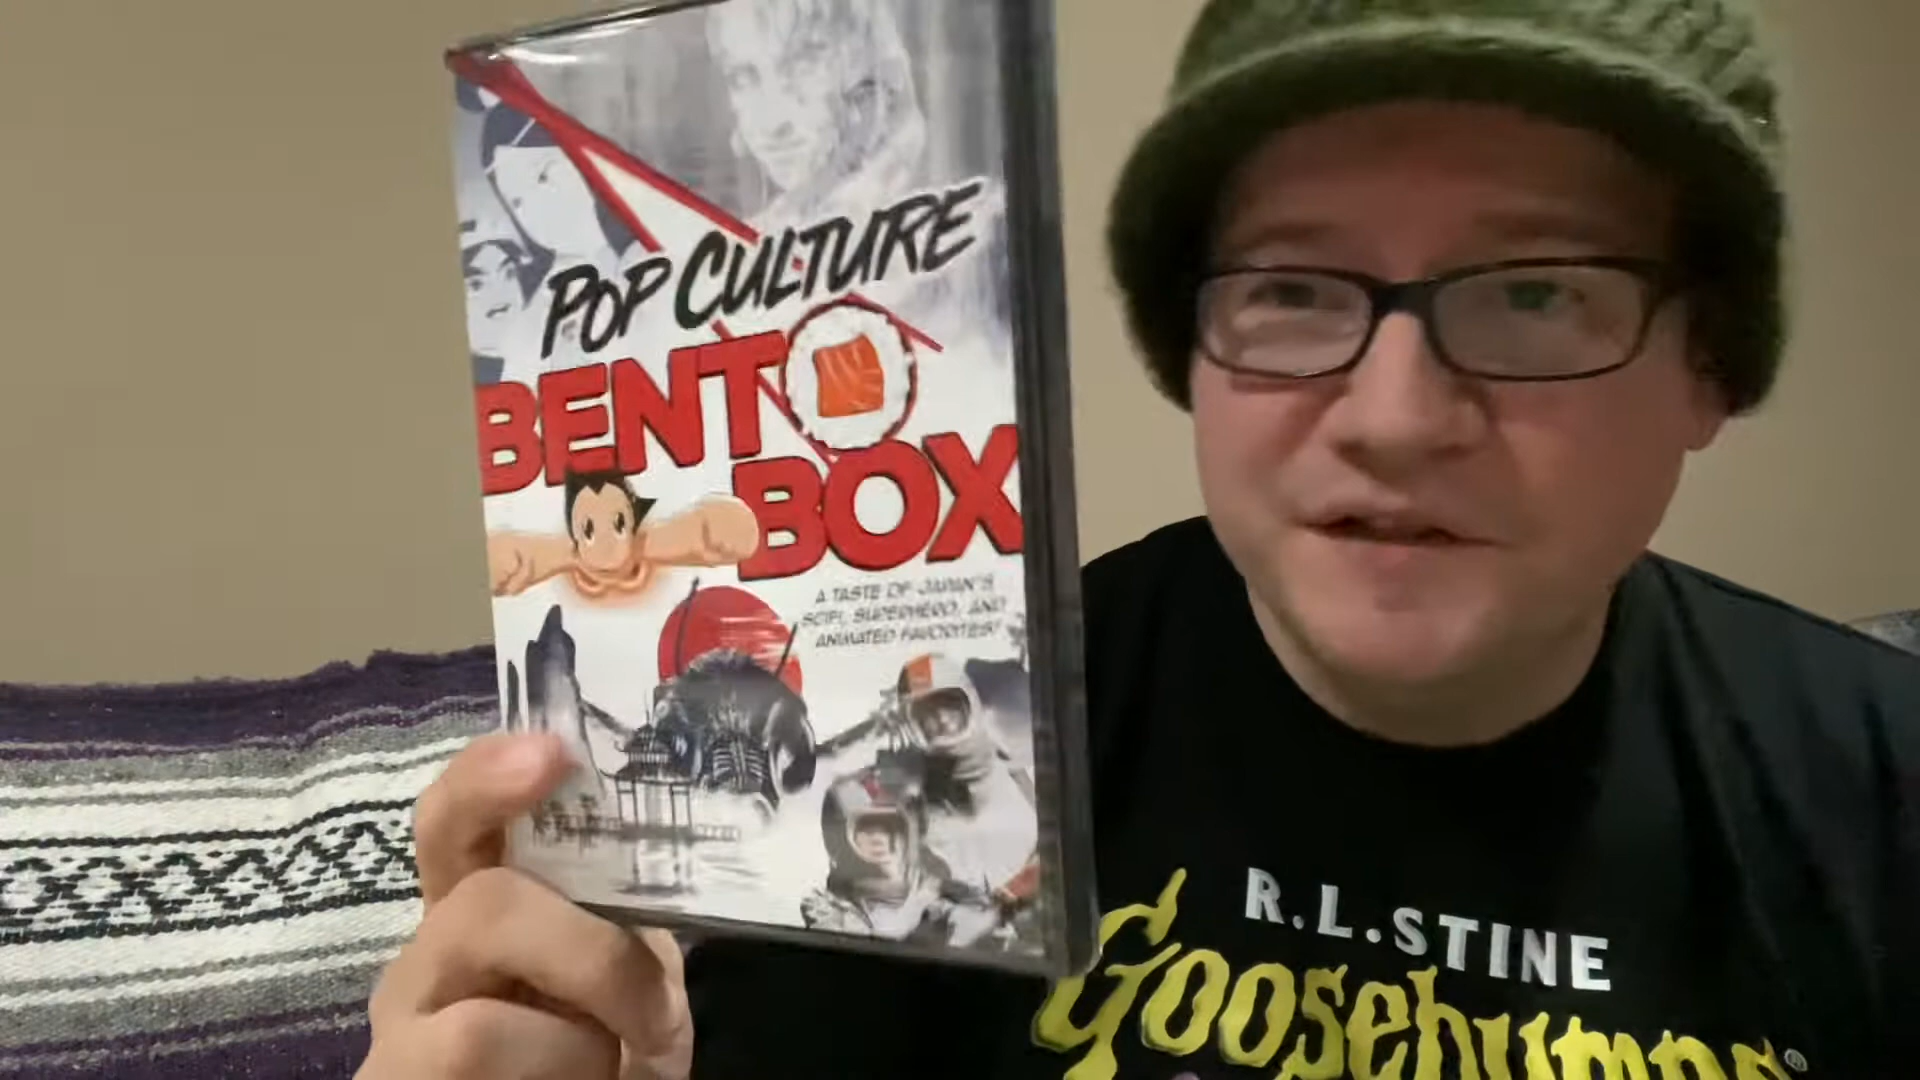 POP CULTURE
BENTO
BOX
A TASTE OF JAPAN'S
SCIFI, SUPERHERO, AND
ANIMATED FAVORITES!
R.L.STINE
Goosebumps®